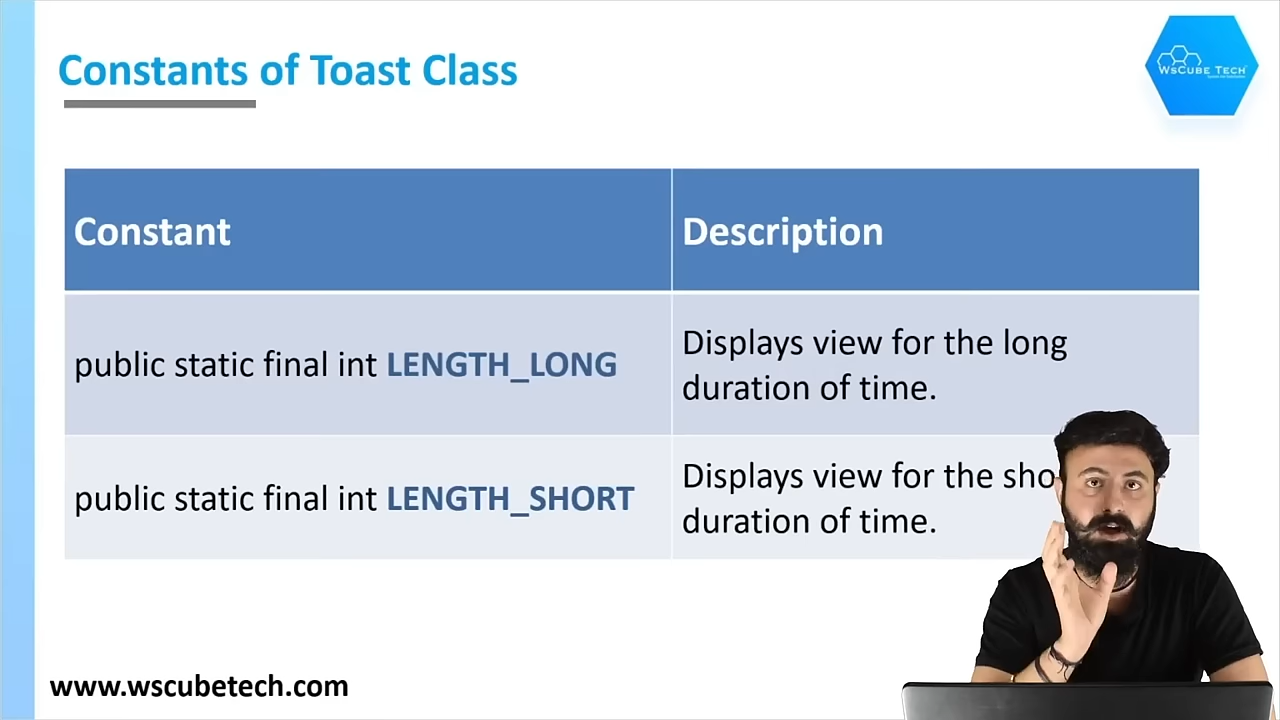 Constants of Toast Class
WsCube Tech
Constant
Description
public static final int LENGTH_LONG
Displays view for the long
duration of time.
public static final int LENGTH_SHORT
Displays view for the
duration of time.
www.wscubetech.com